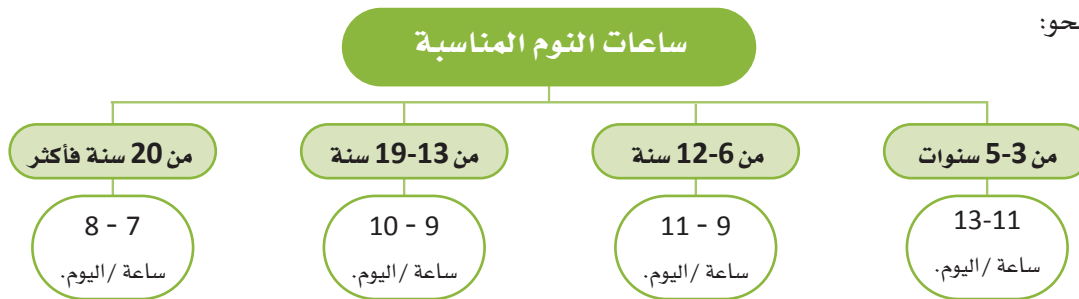 نحو:
ساعات النوم المناسبة
من 3-5 سنوات
من 6-12 سنة
من 13-19 سنة
من 20 سنة فأكثر
11-13
ساعة /اليوم.
9 - 11
ساعة /اليوم.
9 - 10
ساعة /اليوم.
7 - 8
ساعة /اليوم.